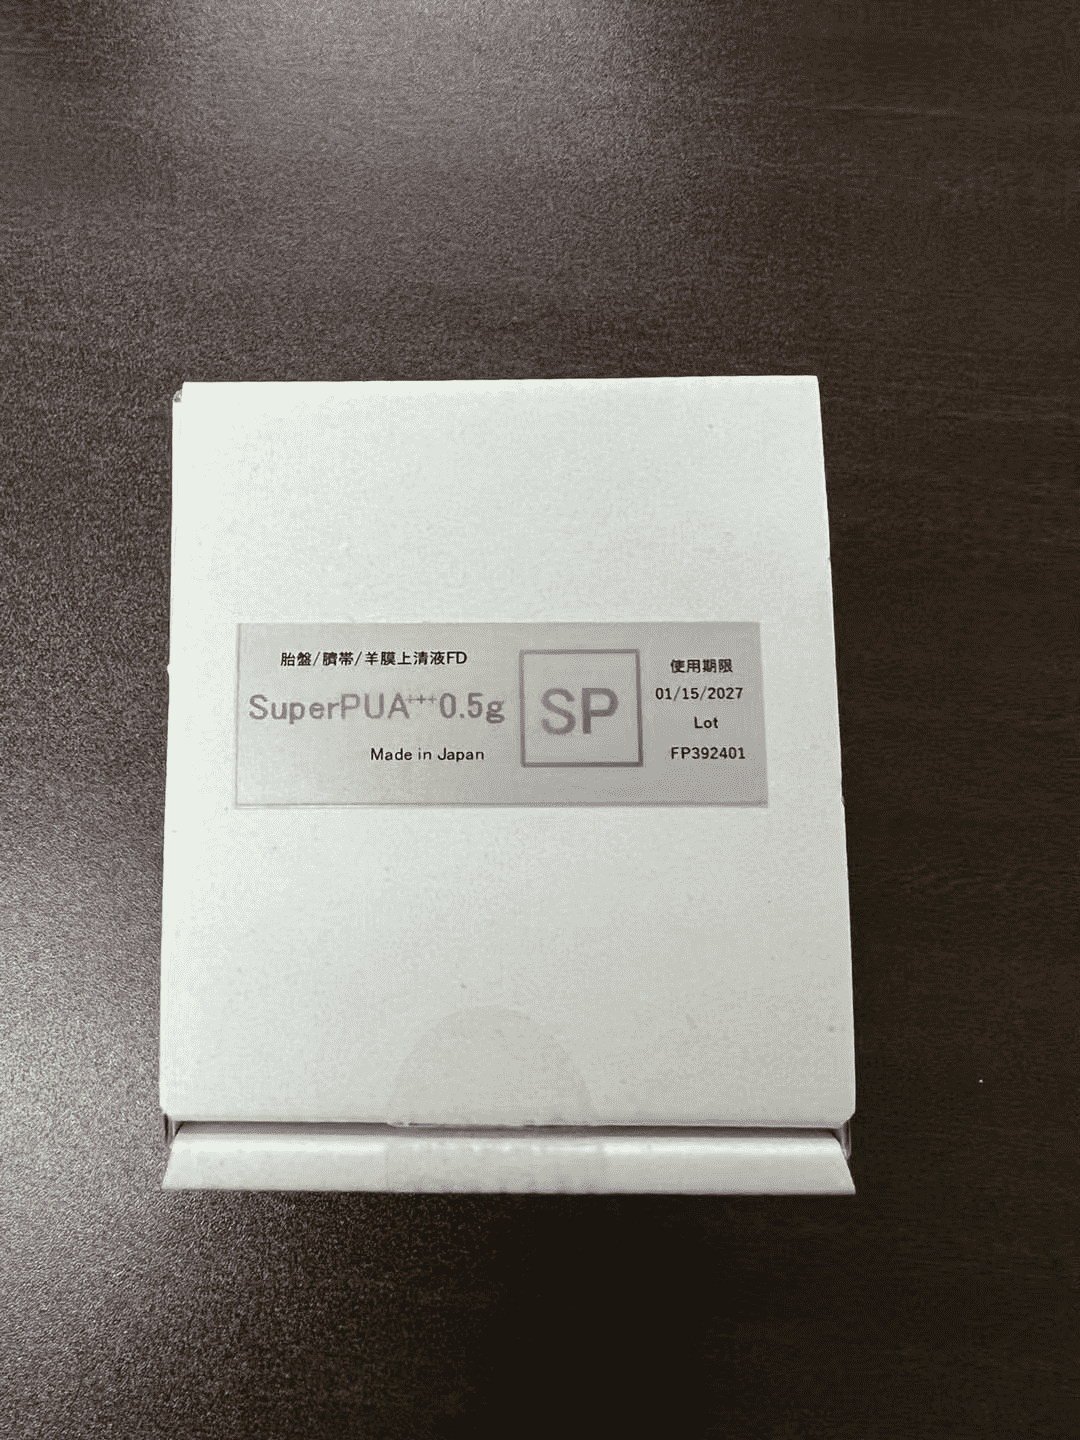 胎盤/臍帯/羊膜上清液FD
SuperPUA+++0.5g
Made in Japan
SP
使用期限
01/15/2027
Lot
FP392401